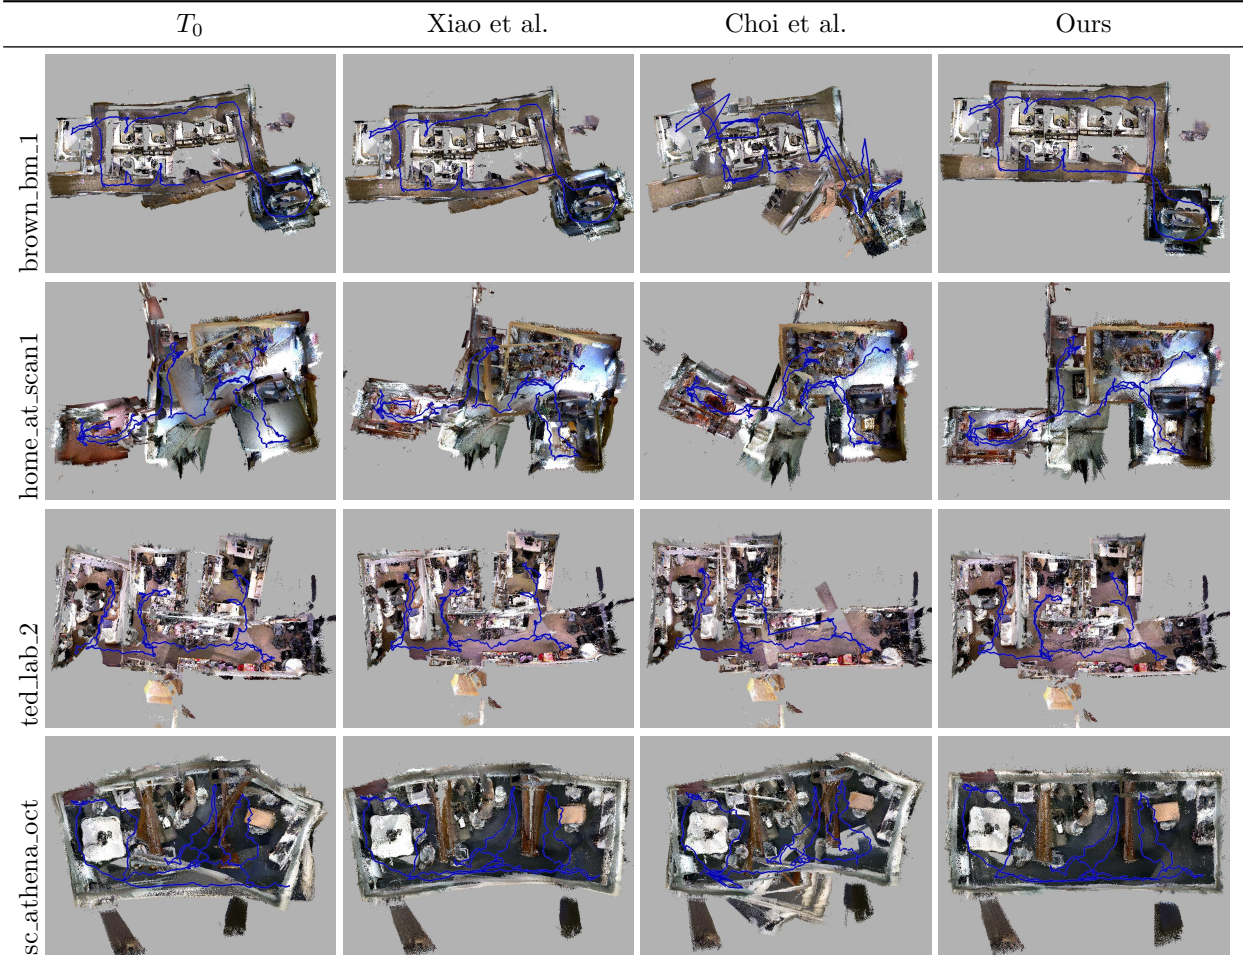 T₀ Xiao et al. Choi et al. Ours
brown_bm_1
home_at_scan1
ted_lab_2
sc_athena_oct